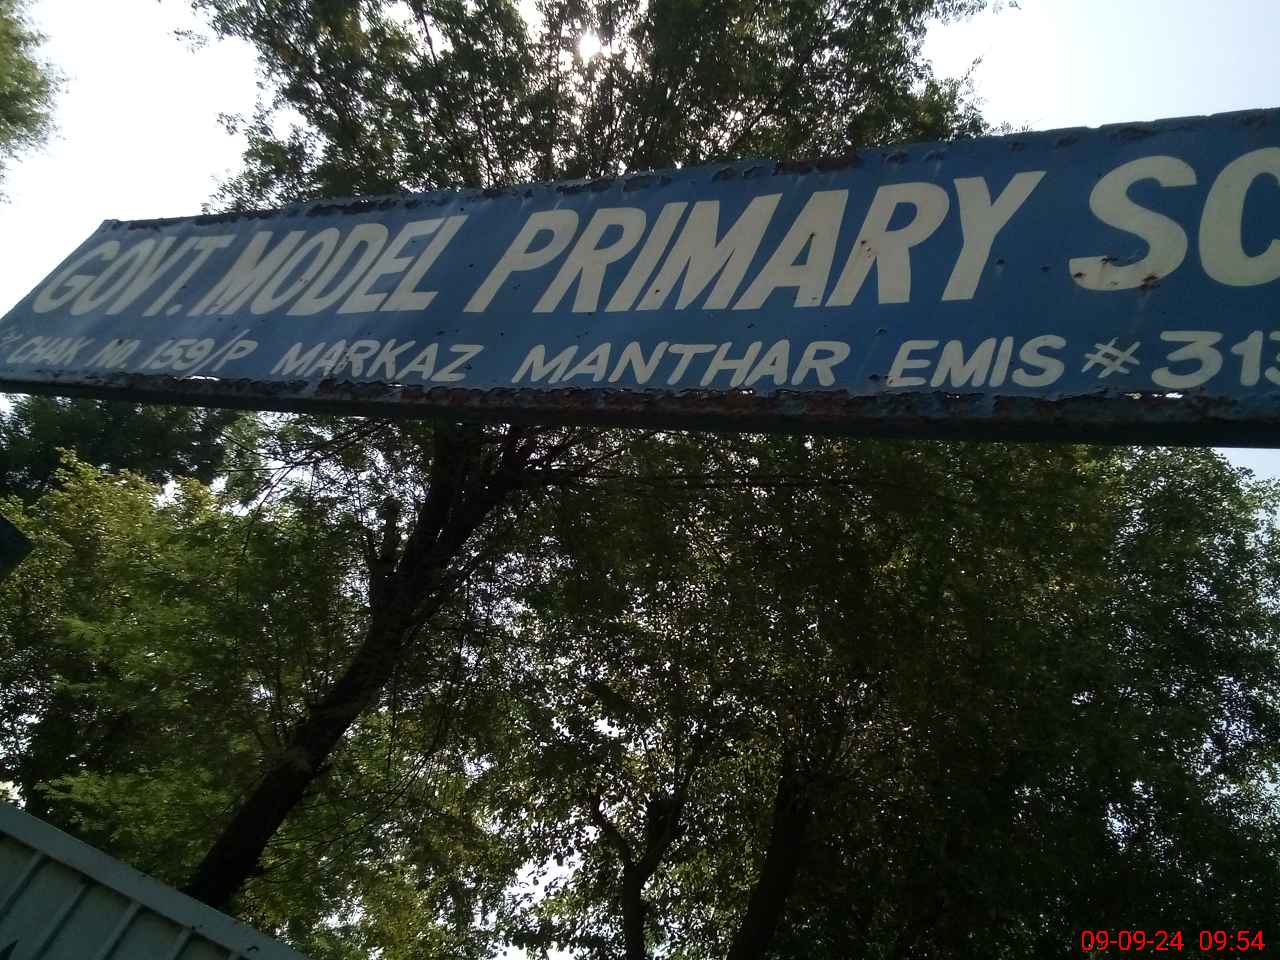 GOVT. MODEL PRIMARY SC
CHAK NO. 159/P MARKAZ MANTHAR EMIS # 313
09-09-24 09:54